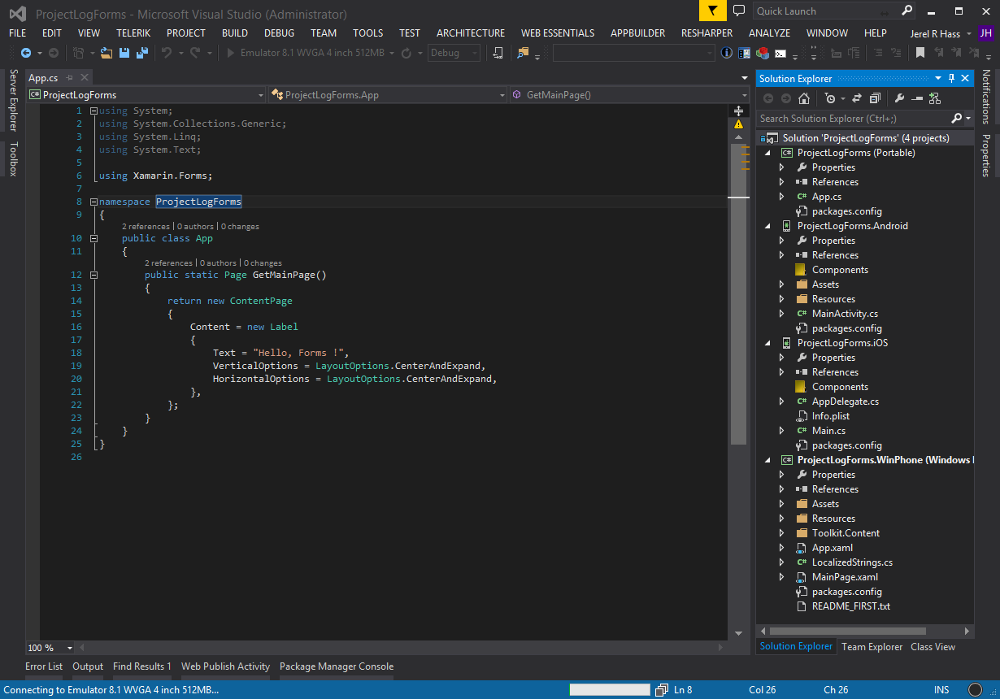 ProjectLogForms - Microsoft Visual Studio (Administrator)
Quick Launch
FILE EDIT VIEW TELERIK PROJECT BUILD DEBUG TEAM TOOLS TEST ARCHITECTURE WEB ESSENTIALS APPBUILDER RESHARPER ANALYZE WINDOW HELP Jerel R Hass JH
Emulator 8.1 WVGA 4 inch 512MB Debug
Server Explorer
Toolbox
App.cs
ProjectLogForms ProjectLogForms.App GetMainPage()
1 using System;
2 using System.Collections.Generic;
3 using System.Linq;
4 using System.Text;
5
6 using Xamarin.Forms;
7
8 namespace ProjectLogForms
9 {
2 references | 0 authors | 0 changes
10 public class App
11 {
2 references | 0 authors | 0 changes
12 public static Page GetMainPage()
13 {
14 return new ContentPage
15 {
16 Content = new Label
17 {
18 Text = "Hello, Forms !",
19 VerticalOptions = LayoutOptions.CenterAndExpand,
20 HorizontalOptions = LayoutOptions.CenterAndExpand,
21 },
22 };
23 }
24 }
25 }
26
100 %
Solution Explorer
Search Solution Explorer (Ctrl+;)
Solution 'ProjectLogForms' (4 projects)
C# ProjectLogForms (Portable)
Properties
References
C# App.cs
packages.config
ProjectLogForms.Android
Properties
References
Components
Assets
Resources
C# MainActivity.cs
packages.config
ProjectLogForms.iOS
Properties
References
Components
C# AppDelegate.cs
Info.plist
C# Main.cs
packages.config
C# ProjectLogForms.WinPhone (Windows
Properties
References
Assets
Resources
Toolkit.Content
App.xaml
C# LocalizedStrings.cs
MainPage.xaml
packages.config
README_FIRST.txt
Solution Explorer Team Explorer Class View
Notifications
Properties
Error List Output Find Results 1 Web Publish Activity Package Manager Console
Connecting to Emulator 8.1 WVGA 4 inch 512MB... Ln 8 Col 26 Ch 26 INS